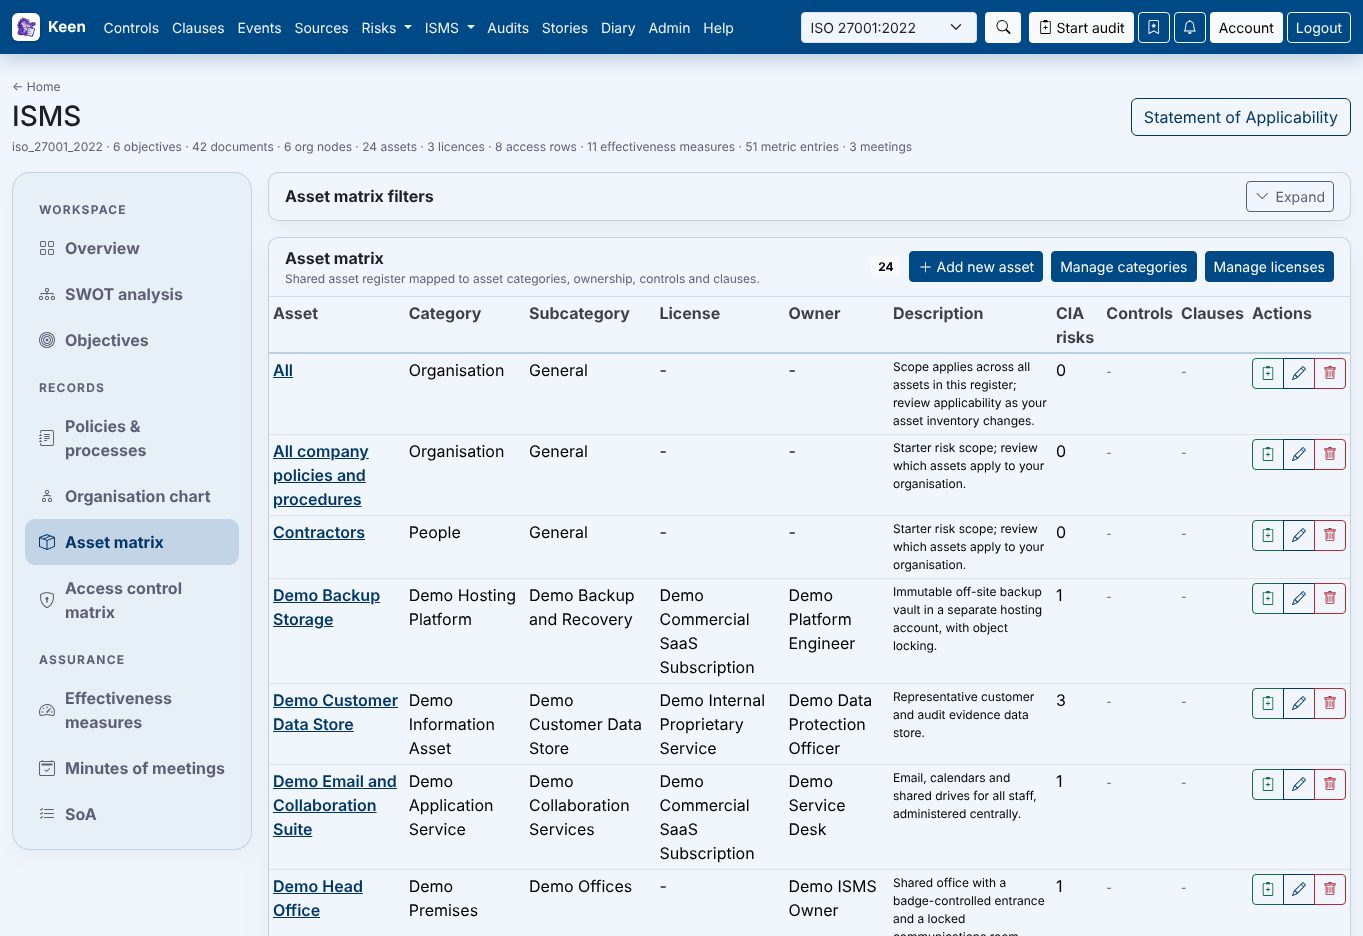 Keen Controls Clauses Events Sources Risks ISMS Audits Stories Diary Admin Help ISO 27001:2022 Start audit Account Logout
← Home
ISMS
Statement of Applicability
iso_27001_2022 · 6 objectives · 42 documents · 6 org nodes · 24 assets · 3 licences · 8 access rows · 11 effectiveness measures · 51 metric entries · 3 meetings
WORKSPACE
Overview
SWOT analysis
Objectives
RECORDS
Policies &
processes
Organisation chart
Asset matrix
Access control
matrix
ASSURANCE
Effectiveness
measures
Minutes of meetings
SoA
Asset matrix filters
Expand
Asset matrix
Shared asset register mapped to asset categories, ownership, controls and clauses.
24 + Add new asset Manage categories Manage licenses
Asset Category Subcategory License Owner Description CIA risks Controls Clauses Actions
All
Organisation
General
-
-
Scope applies across all
assets in this register;
review applicability as your
asset inventory changes.
0
-
-
All company
policies and
procedures
Organisation
General
-
-
Starter risk scope; review
which assets apply to your
organisation.
0
-
-
Contractors
People
General
-
-
Starter risk scope; review
which assets apply to your
organisation.
0
-
-
Demo Backup
Storage
Demo Hosting
Platform
Demo Backup
and Recovery
Demo
Commercial
SaaS
Subscription
Demo
Platform
Engineer
Immutable off-site backup
vault in a separate hosting
account, with object
locking.
1
-
-
Demo Customer
Data Store
Demo
Information
Asset
Demo
Customer Data
Store
Demo Internal
Proprietary
Service
Demo Data
Protection
Officer
Representative customer
and audit evidence data
store.
3
-
-
Demo Email and
Collaboration
Suite
Demo
Application
Service
Demo
Collaboration
Services
Demo
Commercial
SaaS
Subscription
Demo
Service
Desk
Email, calendars and
shared drives for all staff,
administered centrally.
1
-
-
Demo Head
Office
Demo
Premises
Demo Offices
-
Demo ISMS
Owner
Shared office with a
badge-controlled entrance
and a locked
communications room
1
-
-